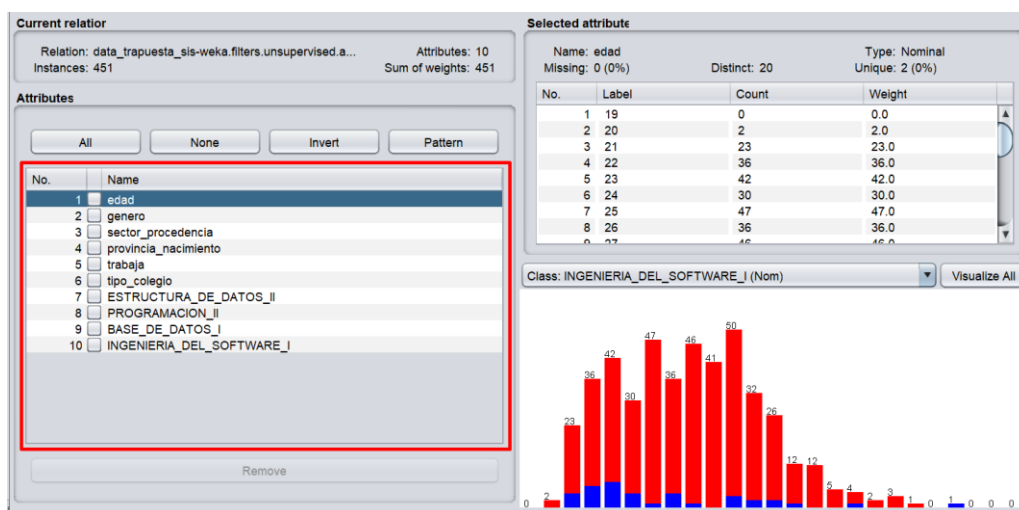 Current relatior
Relation: data_trapuesta_sis-weka.filters.unsupervised.a... Attributes: 10
Instances: 451 Sum of weights: 451
Attributes
All None Invert Pattern
No. Name
1 edad
2 genero
3 sector_procedencia
4 provincia_nacimiento
5 trabaja
6 tipo_colegio
7 ESTRUCTURA_DE_DATOS_II
8 PROGRAMACION_II
9 BASE_DE_DATOS_I
10 INGENIERIA_DEL_SOFTWARE_I
Remove
Selected attribute
Name: edad Type: Nominal
Missing: 0 (0%) Distinct: 20 Unique: 2 (0%)
No. Label Count Weight
1 19 0 0.0
2 20 2 2.0
3 21 23 23.0
4 22 36 36.0
5 23 42 42.0
6 24 30 30.0
7 25 47 47.0
8 26 36 36.0
9 27 46 46.0
Class: INGENIERIA_DEL_SOFTWARE_I (Nom) Visualize All
0 2 23 36 42 30 47 36 46 41 50 32 26 12 12 5 4 2 3 1 0 1 0 0 0